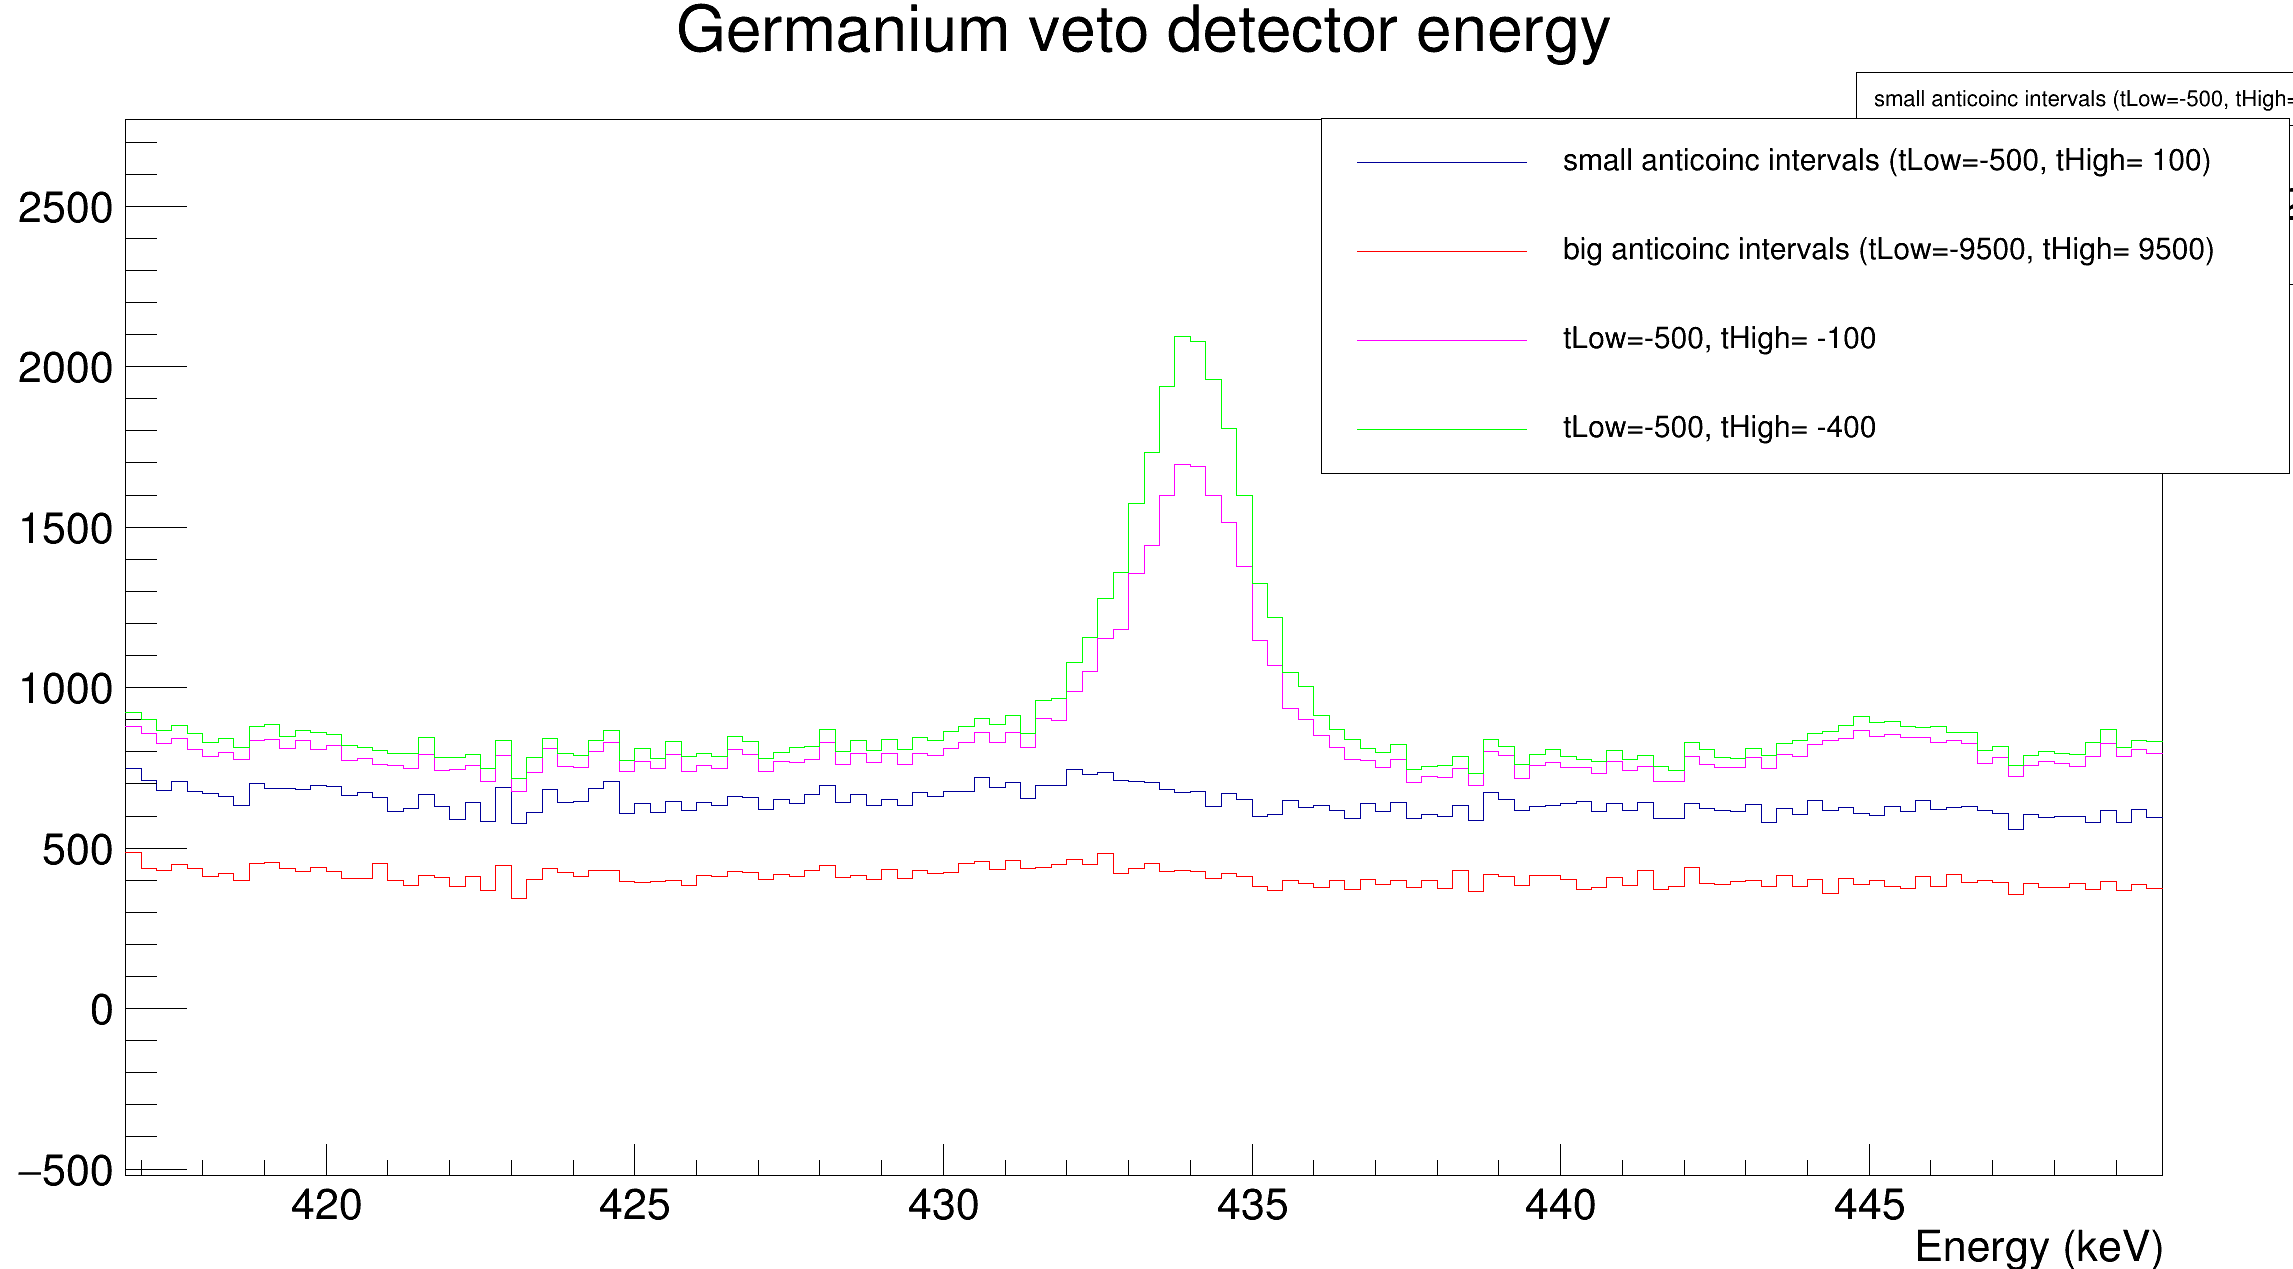 Germanium veto detector energy
small anticoinc intervals (tLow=-500, tHigh=
small anticoinc intervals (tLow=-500, tHigh= 100)
big anticoinc intervals (tLow=-9500, tHigh= 9500)
tLow=-500, tHigh= -100
tLow=-500, tHigh= -400
2500
2000
1500
1000
500
0
−500
420 425 430 435 440 445
Energy (keV)